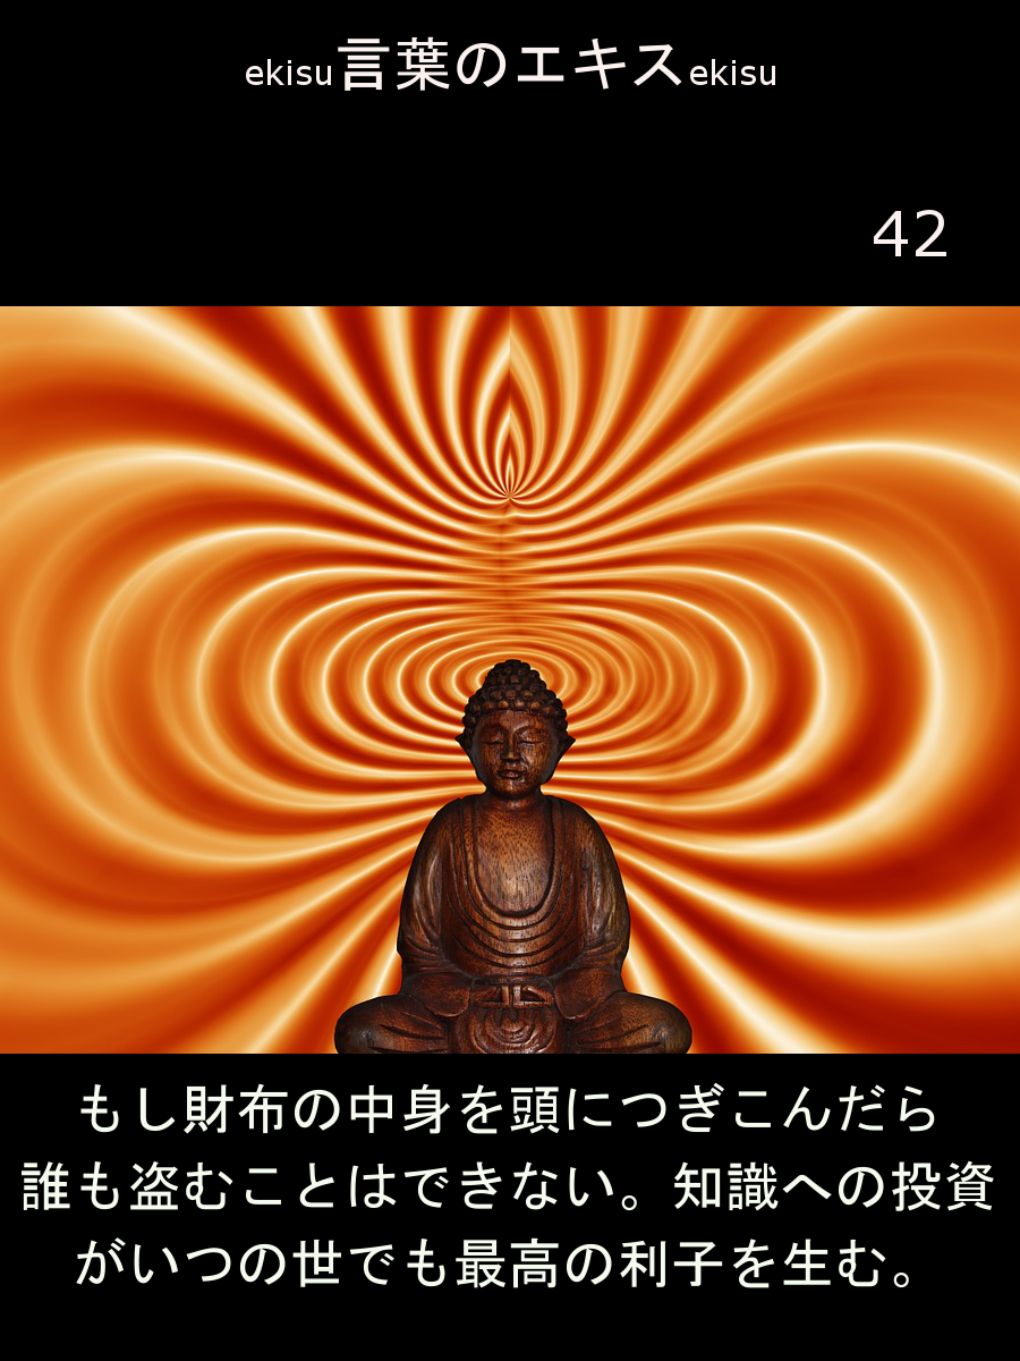 ekisu言葉のエキスekisu
42
もし財布の中身を頭につぎこんだら
誰も盗むことはできない。知識への投資
がいつの世でも最高の利子を生む。